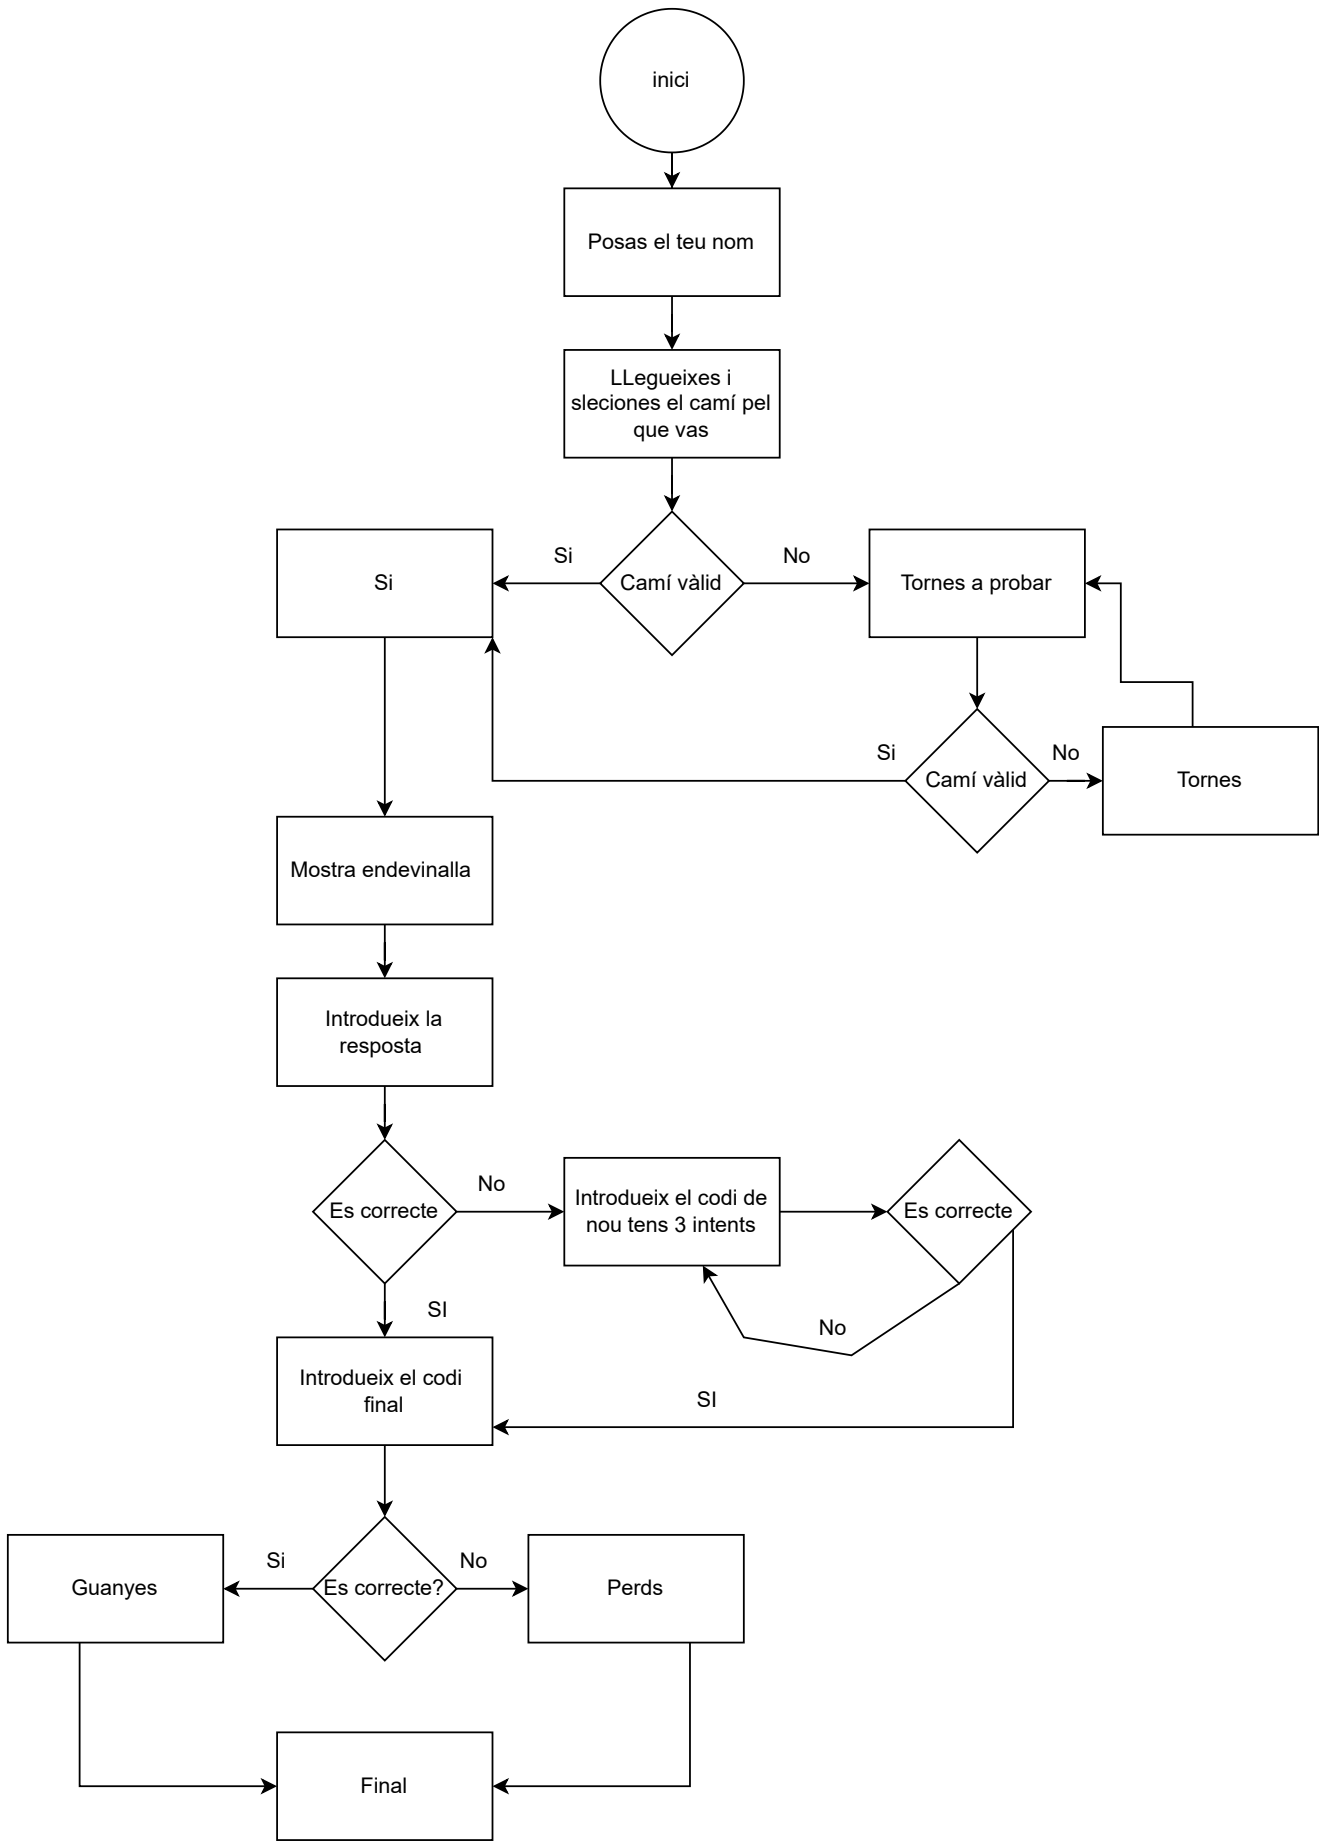 inici
Posas el teu nom
LLegueixes i
sleciones el camí pel
que vas
Si
Si
Camí vàlid
No
Tornes a probar
Si
Camí vàlid
No
Tornes
Mostra endevinalla
Introdueix la
resposta
Es correcte
No
Introdueix el codi de
nou tens 3 intents
Es correcte
SI
No
Introdueix el codi
final
SI
Guanyes
Si
Es correcte?
No
Perds
Final